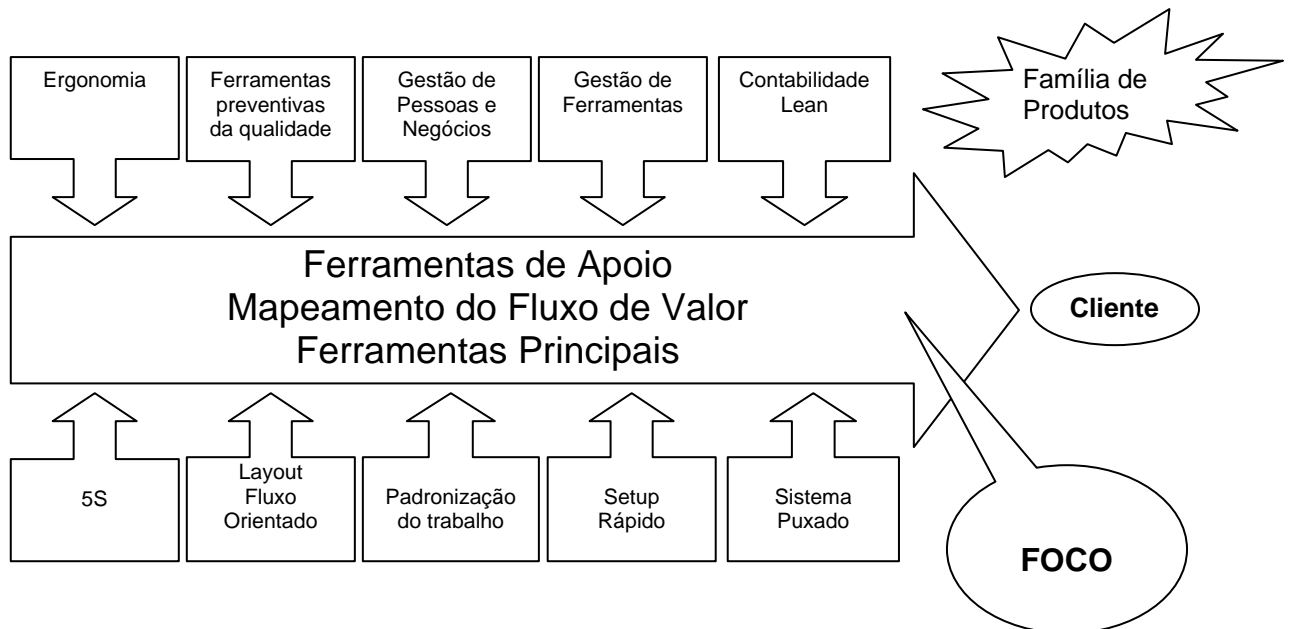 Ergonomia
Ferramentas
preventivas
da qualidade
Gestão de
Pessoas e
Negócios
Gestão de
Ferramentas
Contabilidade
Lean
Família de
Produtos
Ferramentas de Apoio
Mapeamento do Fluxo de Valor
Ferramentas Principais
Cliente
5S
Layout
Fluxo
Orientado
Padronização
do trabalho
Setup
Rápido
Sistema
Puxado
FOCO